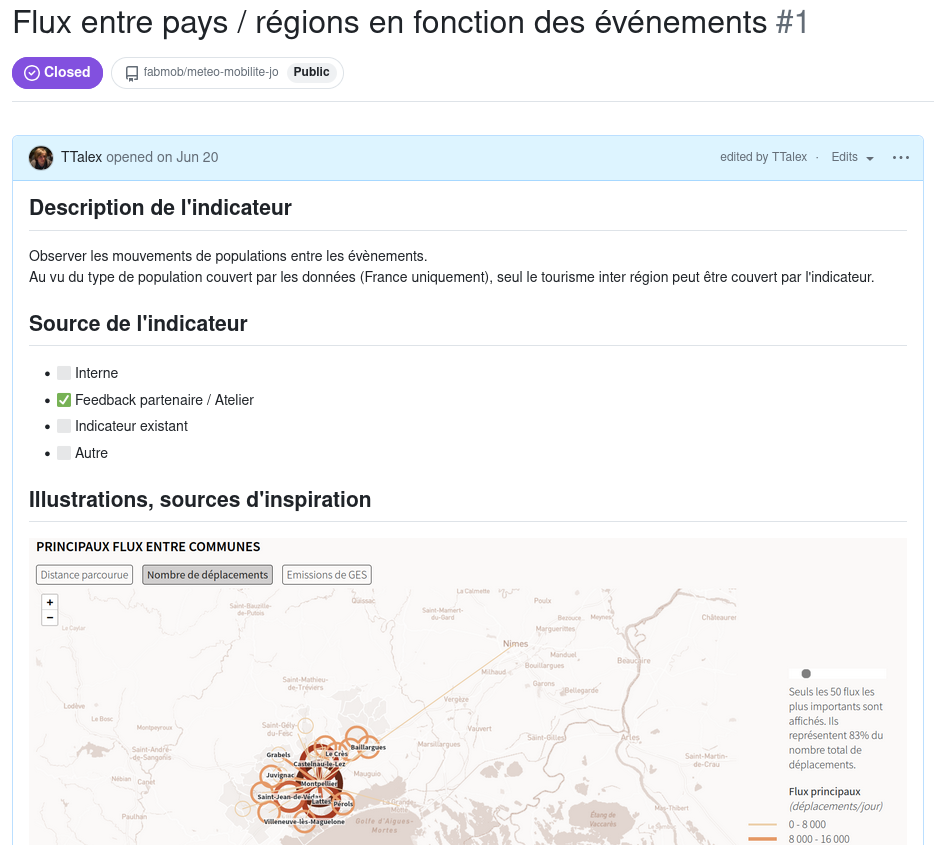 Flux entre pays / régions en fonction des événements #1
Closed
fabmob/meteo-mobilite-jo Public
TTalex opened on Jun 20
edited by TTalex · Edits
Description de l'indicateur
Observer les mouvements de populations entre les évènements.
Au vu du type de population couvert par les données (France uniquement), seul le tourisme inter région peut être couvert par l'indicateur.
Source de l'indicateur
Interne
Feedback partenaire / Atelier
Indicateur existant
Autre
Illustrations, sources d'inspiration
PRINCIPAUX FLUX ENTRE COMMUNES
Distance parcourue
Nombre de déplacements
Emissions de GES
+
−
La Calmette
Quissac
Poulx
Saint-Bauzille-
de-Putois
Saint-Mamert-
du-Gard
Bezouce
Meynes
Châteauren
Le Caylar
Marguerittes
Nimes
Manduel
Beaucaire
Bouillargues
Milhaud
Saint-Mathieu-
de-Tréviers
Garons
Bellegarde
Vergèze
Lodève
Le Bosc
Montpeyroux
Saint-Gély-
du-Fesc
Vauvert
Saint-Gilles
Arles
Marsillargues
Saint-André-
de-Sangonis
Grabels
Le Crès
Baillargues
Castelnau-le-Lez
Saint-Martin-
de-Crau
Nébian
Canet
Juvignac
Montpellier
Mauguio
Saint-Jean-de-Védas
Lattes
Pérols
La Grande-
Mas-Thibert
Paulhan
Villeneuve-lès-Maguelone
Golfe d'Aigues-
Mortes
Étang de
Vaccarès
Seuls les 50 flux les
plus importants sont
affichés. Ils
représentent 83% du
nombre total de
déplacements.
Flux principaux
(déplacements/jour)
0 - 8 000
8 000 - 16 000